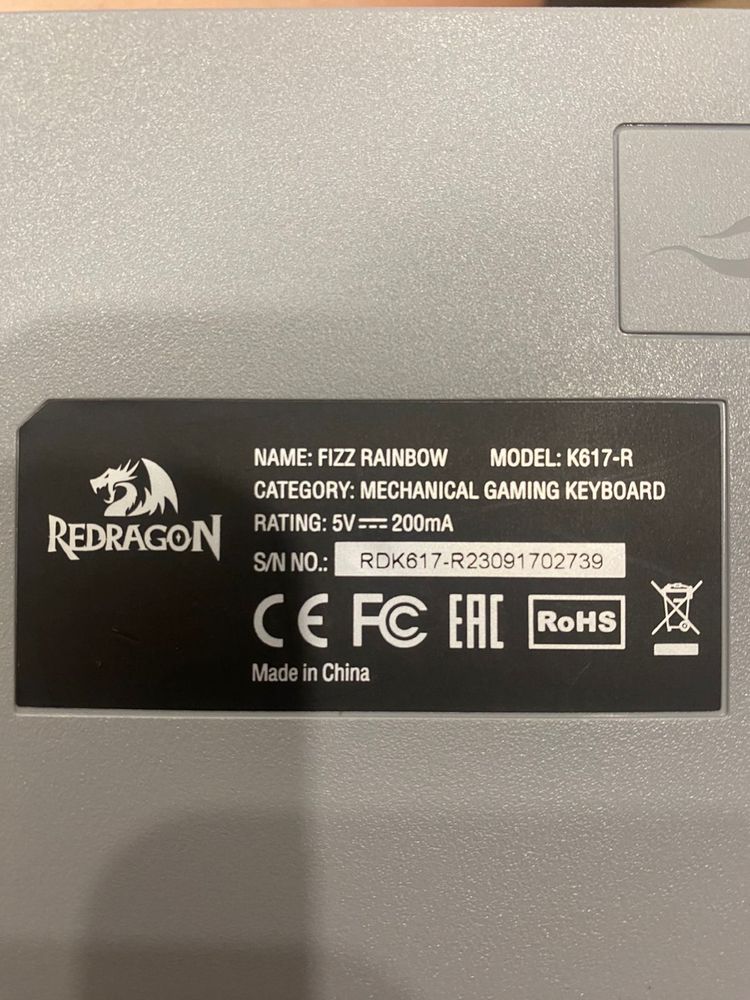 REDRAGON
NAME: FIZZ RAINBOW MODEL: K617-R
CATEGORY: MECHANICAL GAMING KEYBOARD
RATING: 5V⎓200mA
S/N NO.: RDK617-R23091702739
CE FC EAC RoHS
Made in China